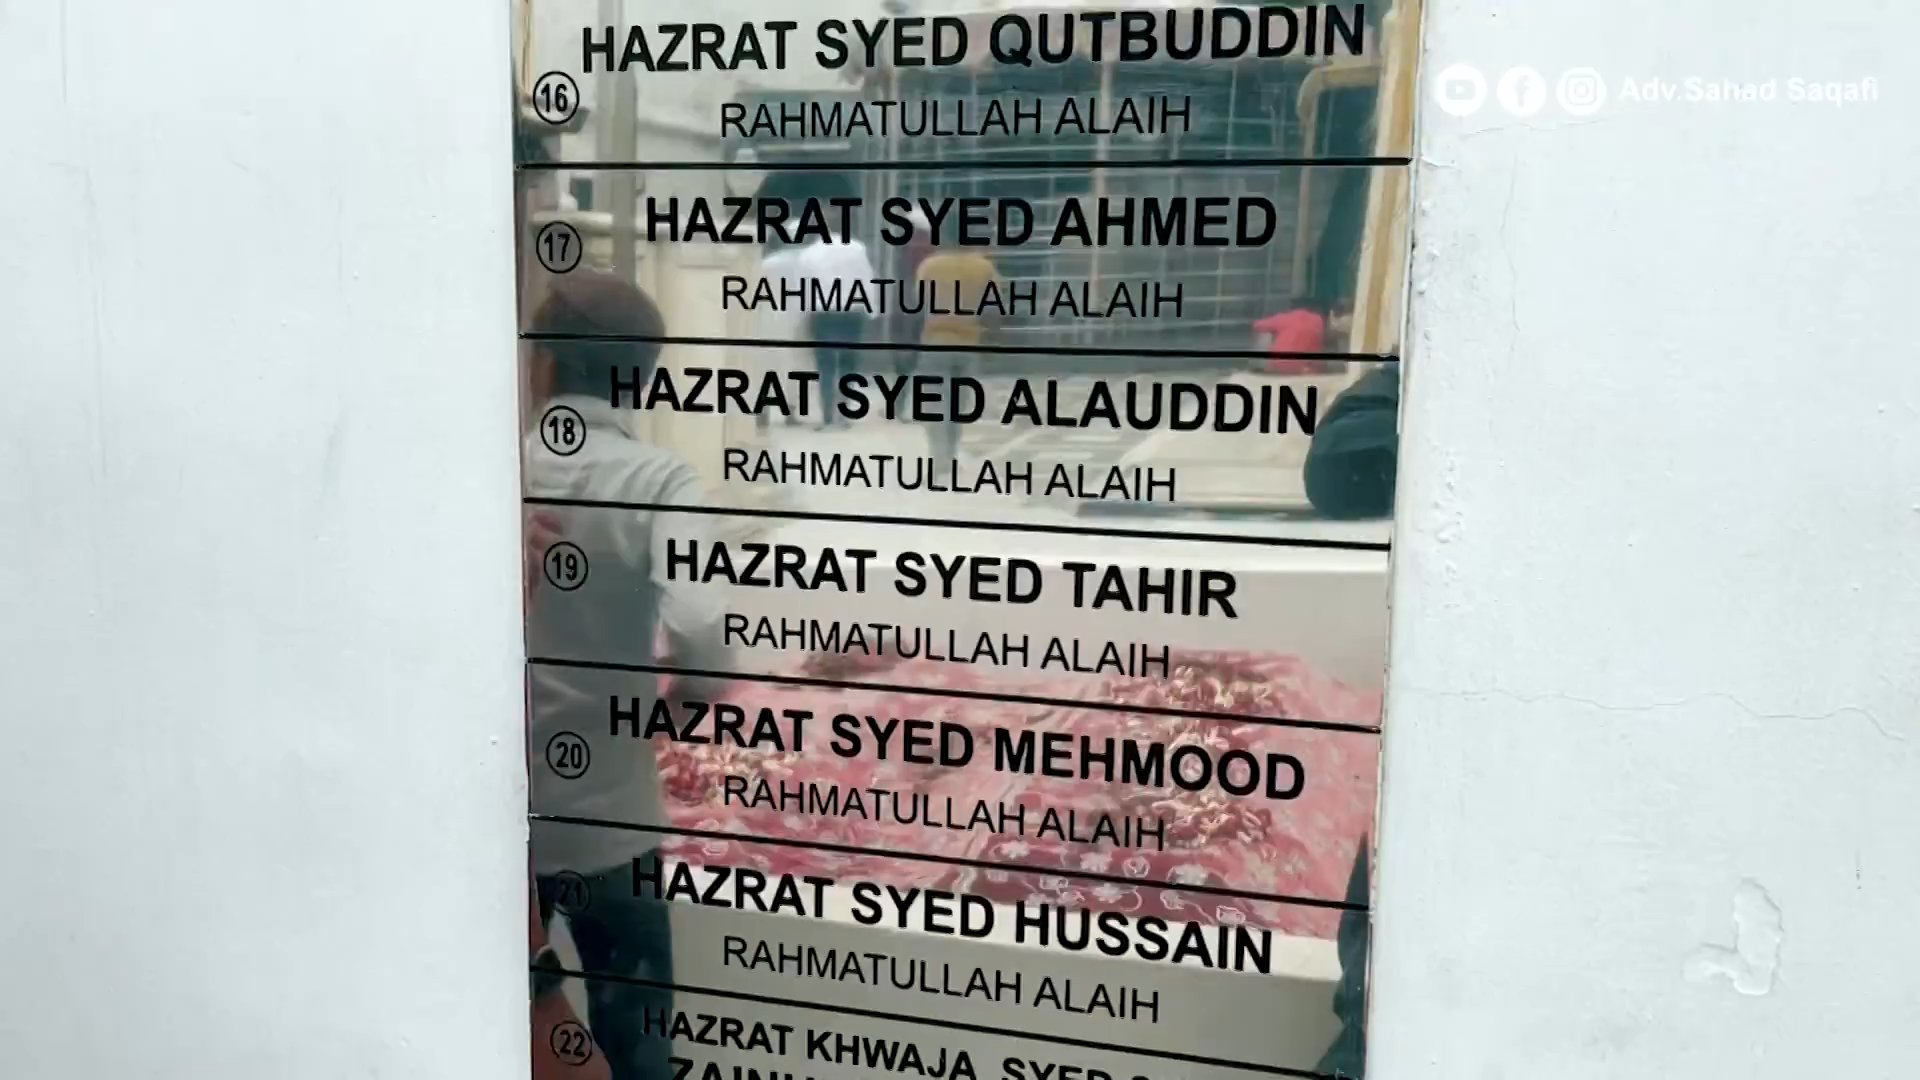 HAZRAT SYED QUTBUDDIN
16
RAHMATULLAH ALAIH
Adv.Sahad Saqafi
HAZRAT SYED AHMED
17
RAHMATULLAH ALAIH
HAZRAT SYED ALAUDDIN
18
RAHMATULLAH ALAIH
HAZRAT SYED TAHIR
19
RAHMATULLAH ALAIH
HAZRAT SYED MEHMOOD
20
RAHMATULLAH ALAIH
HAZRAT SYED HUSSAIN
21
RAHMATULLAH ALAIH
HAZRAT KHWAJA SYED
22